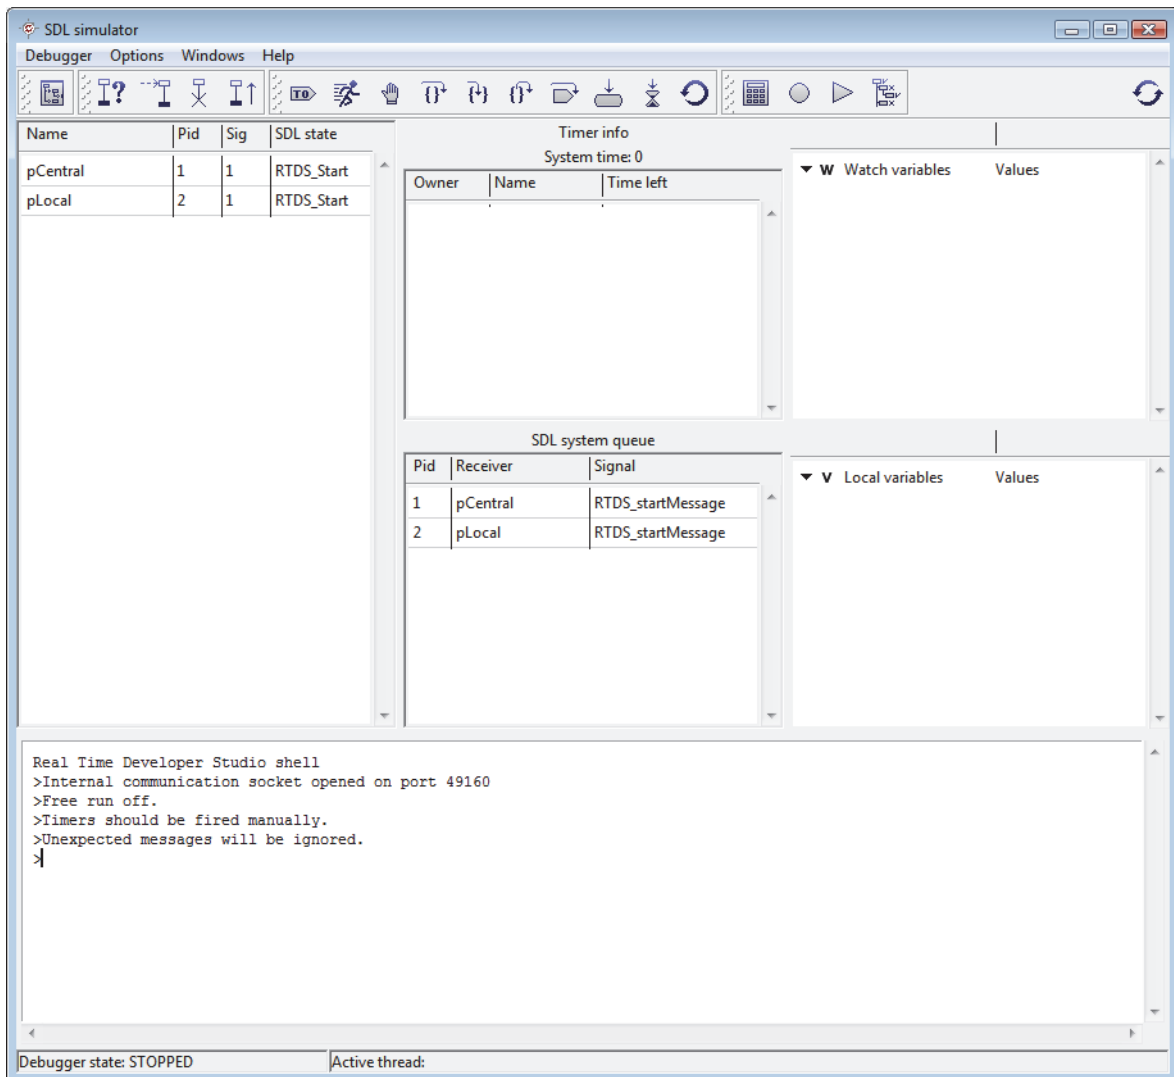 SDL simulator
Debugger Options Windows Help
I? TO
Name Pid Sig SDL state
pCentral 1 1 RTDS_Start
pLocal 2 1 RTDS_Start
Timer info
System time: 0
Owner Name Time left
W Watch variables Values
SDL system queue
Pid Receiver Signal
1 pCentral RTDS_startMessage
2 pLocal RTDS_startMessage
V Local variables Values
Real Time Developer Studio shell
>Internal communication socket opened on port 49160
>Free run off.
>Timers should be fired manually.
>Unexpected messages will be ignored.
>
Debugger state: STOPPED Active thread: